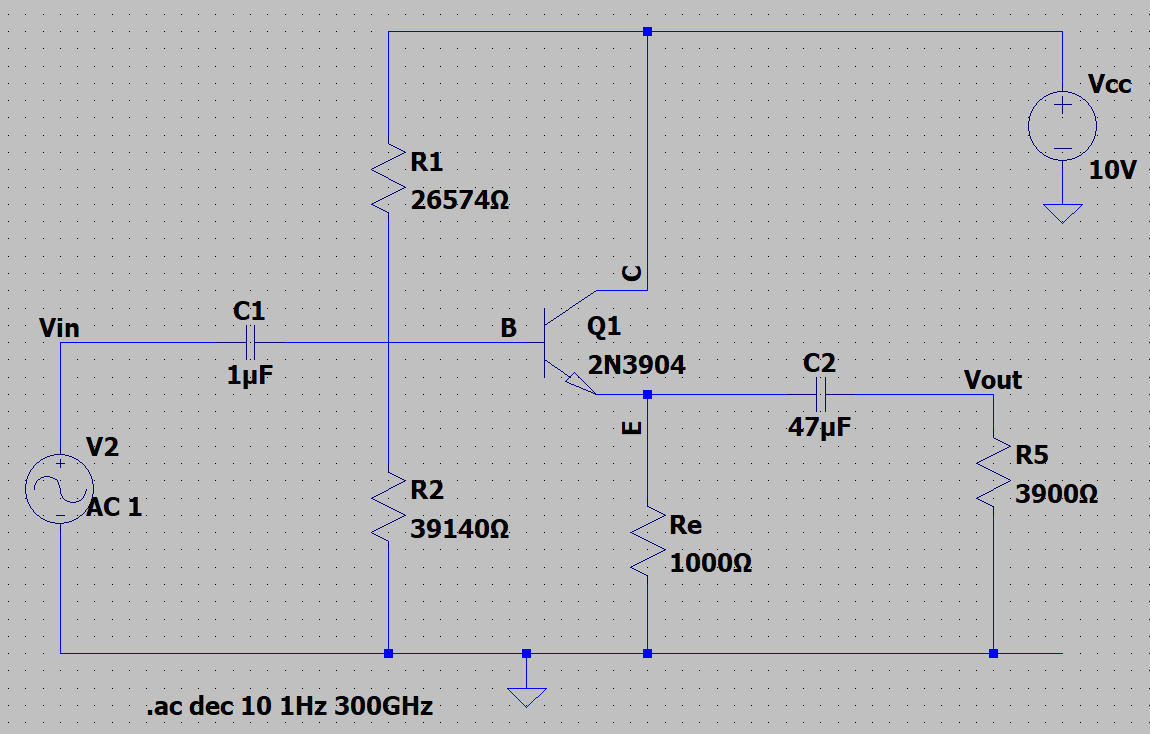 Vcc
10V
R1
26574Ω
C
C1
1µF
Vin
B
Q1
2N3904
C2
47µF
Vout
E
V2
AC 1
R2
39140Ω
Re
1000Ω
R5
3900Ω
.ac dec 10 1Hz 300GHz